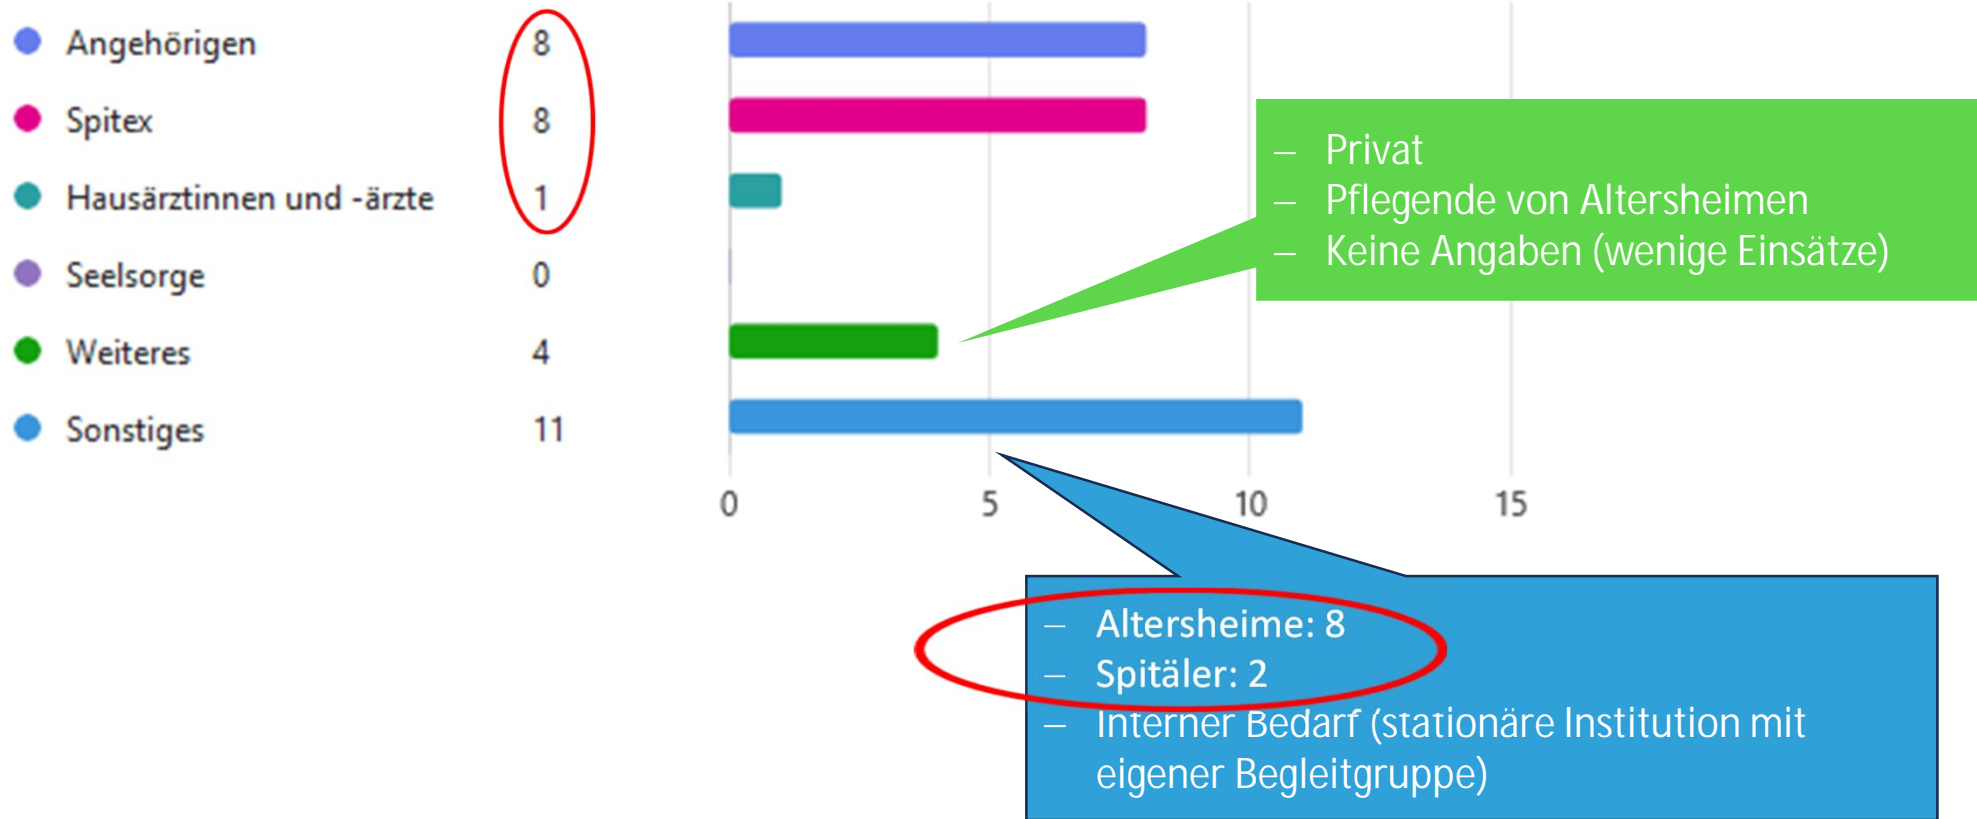 Angehörigen 8
Spitex 8
Hausärztinnen und -ärzte 1
Seelsorge 0
Weiteres 4
Sonstiges 11
– Privat
– Pflegende von Altersheimen
– Keine Angaben (wenige Einsätze)
0 5 10 15
– Altersheime: 8
– Spitäler: 2
– Interner Bedarf (stationäre Institution mit
eigener Begleitgruppe)